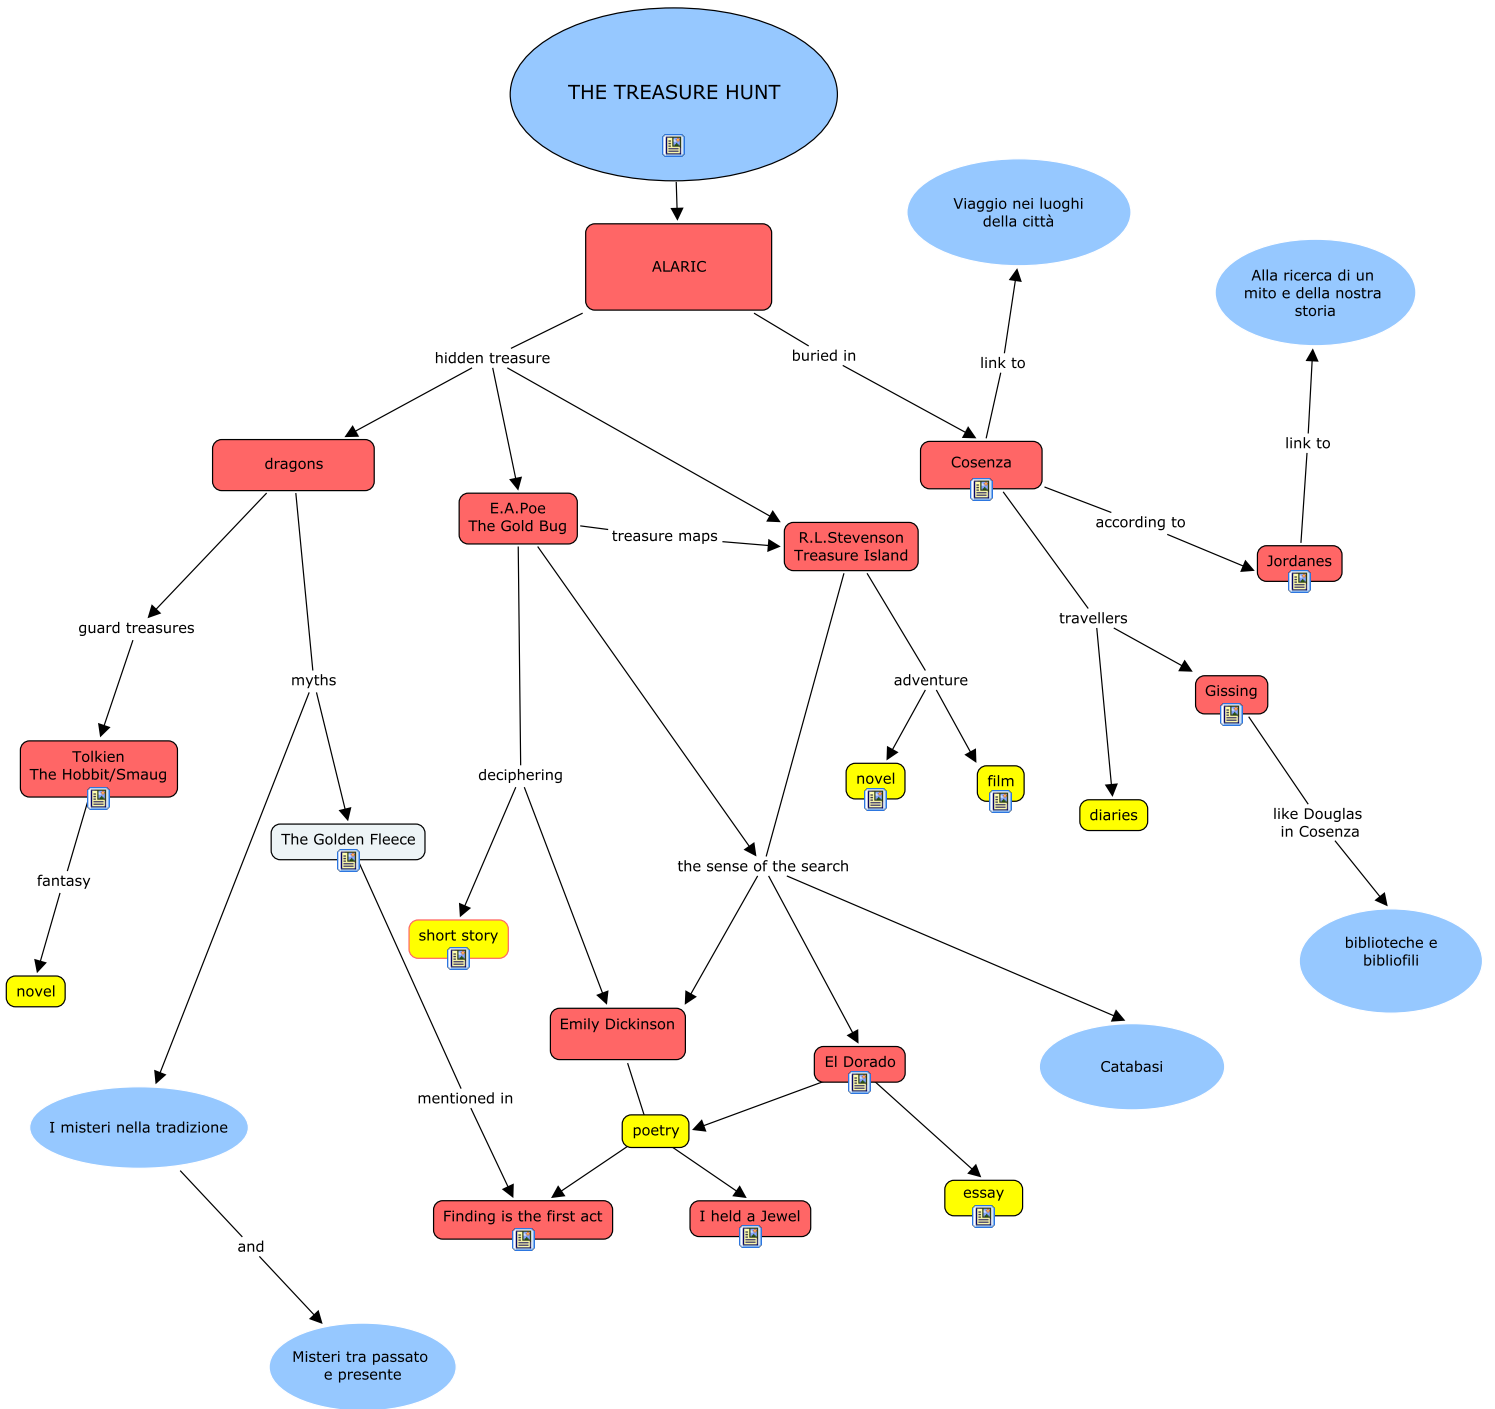 THE TREASURE HUNT
Viaggio nei luoghi
della città
ALARIC
Alla ricerca di un
mito e della nostra
storia
hidden treasure
buried in
link to
link to
dragons
Cosenza
E.A.Poe
The Gold Bug
treasure maps
R.L.Stevenson
Treasure Island
according to
Jordanes
guard treasures
travellers
myths
adventure
Gissing
Tolkien
The Hobbit/Smaug
deciphering
novel
film
diaries
like Douglas
in Cosenza
The Golden Fleece
the sense of the search
fantasy
short story
biblioteche e
bibliofili
novel
Emily Dickinson
El Dorado
Catabasi
mentioned in
I misteri nella tradizione
poetry
essay
Finding is the first act
I held a Jewel
and
Misteri tra passato
e presente